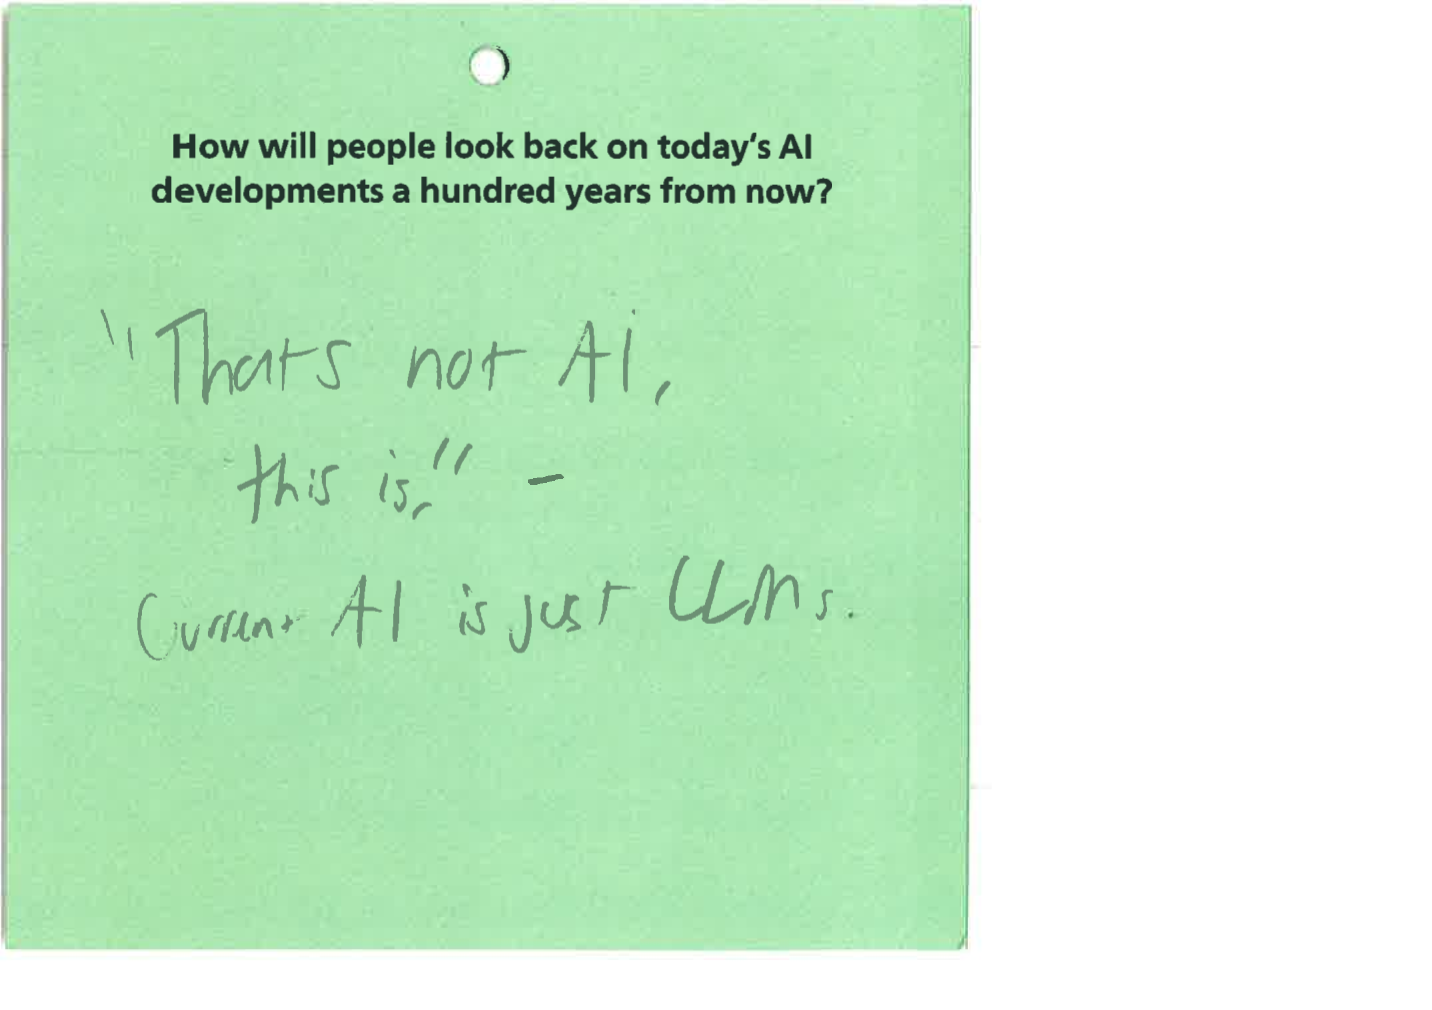 How will people look back on today's AI
developments a hundred years from now?
"Thats not AI,
this is," –
Current AI is just LLMs.